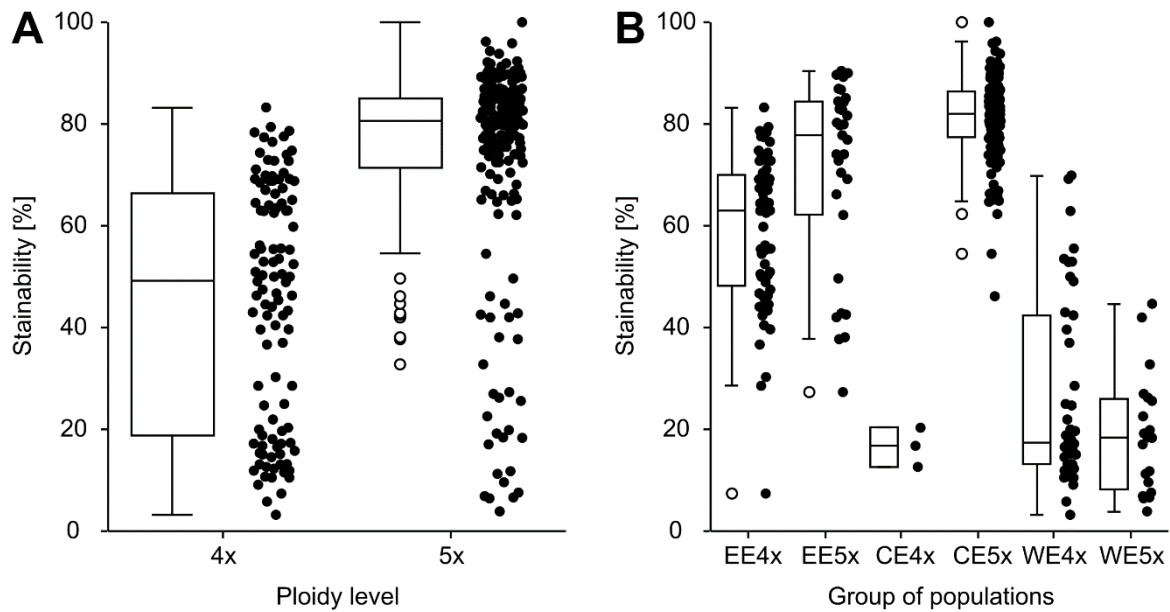 A
Stainability [%]
100
80
60
40
20
0
4x 5x
Ploidy level
B
Stainability [%]
100
80
60
40
20
0
EE4x EE5x CE4x CE5x WE4x WE5x
Group of populations